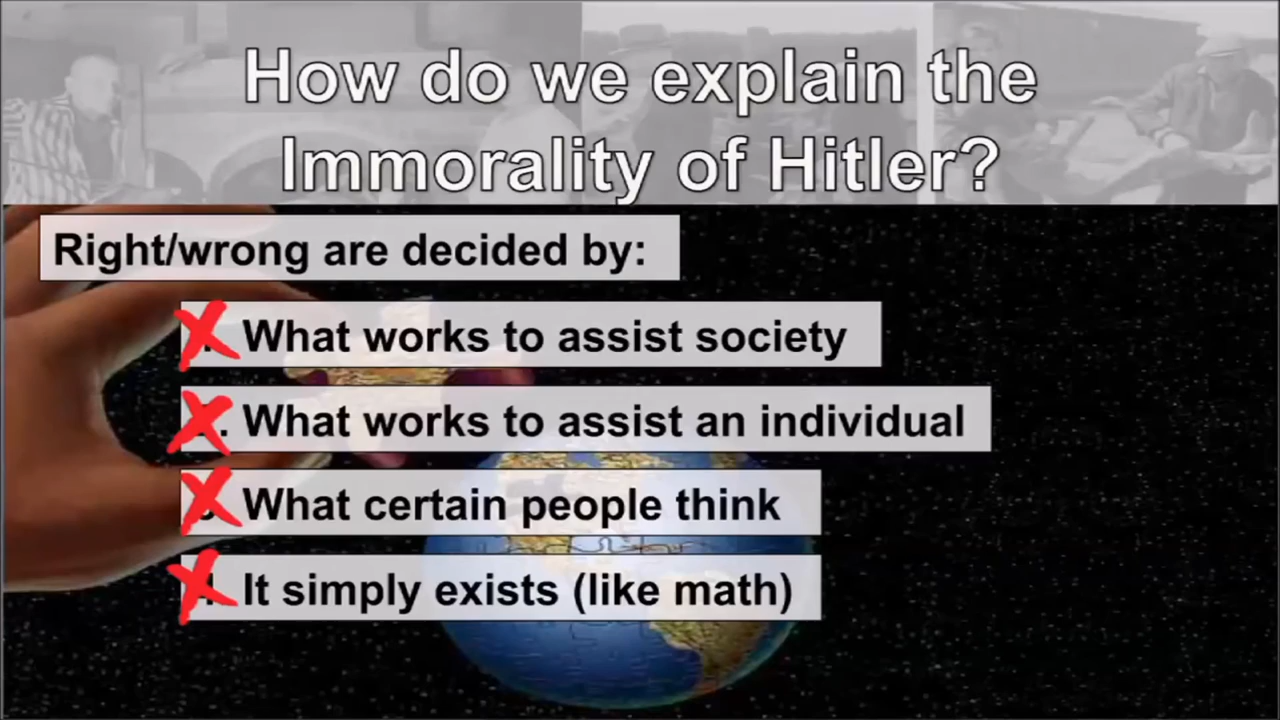 How do we explain the
Immorality of Hitler?
Right/wrong are decided by:
What works to assist society
What works to assist an individual
What certain people think
It simply exists (like math)